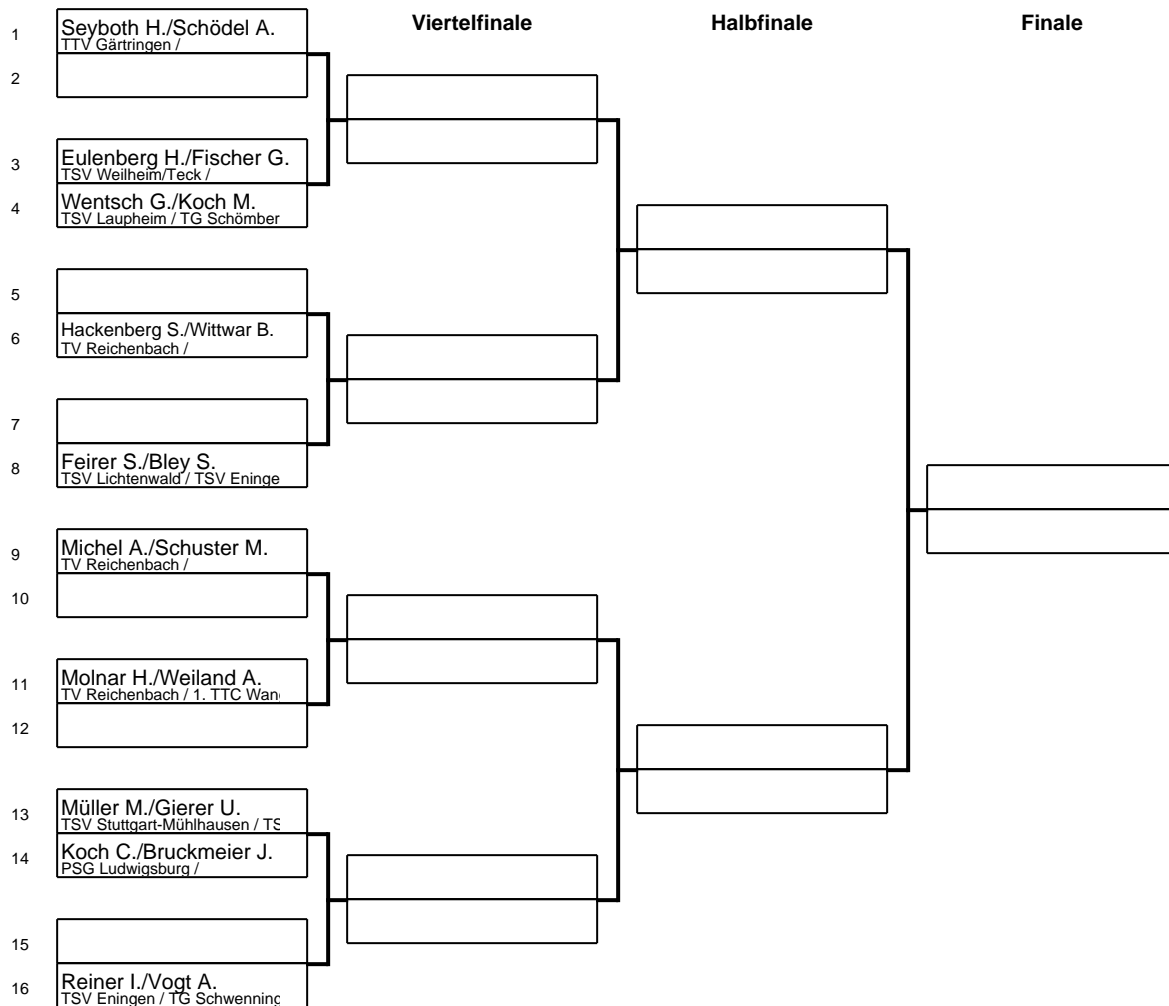 Viertelfinale Halbfinale Finale
1 Seyboth H./Schödel A.
TTV Gärtringen /
2
3 Eulenberg H./Fischer G.
TSV Weilheim/Teck /
4 Wentsch G./Koch M.
TSV Laupheim / TG Schömber
5
6 Hackenberg S./Wittwar B.
TV Reichenbach /
7
8 Feirer S./Bley S.
TSV Lichtenwald / TSV Eninge
9 Michel A./Schuster M.
TV Reichenbach /
10
11 Molnar H./Weiland A.
TV Reichenbach / 1. TTC Wan
12
13 Müller M./Gierer U.
TSV Stuttgart-Mühlhausen / TS
14 Koch C./Bruckmeier J.
PSG Ludwigsburg /
15
16 Reiner I./Vogt A.
TSV Eningen / TG Schwenning